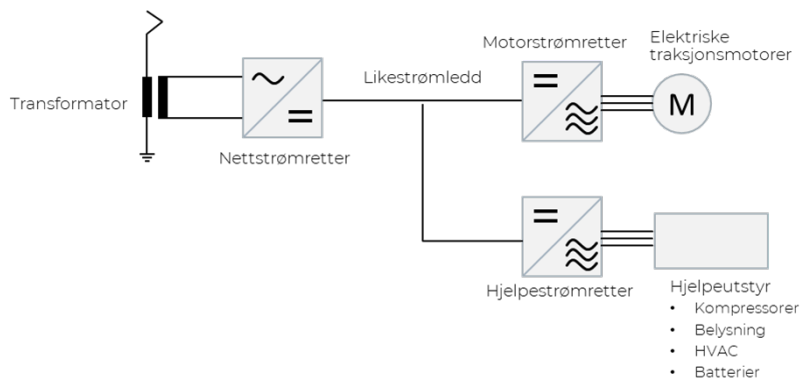 Transformator
Nettstrømretter
Likestrømledd
Motorstrømretter
Elektriske
traksjonsmotorer
M
Hjelpestrømretter
Hjelpeutstyr
• Kompressorer
• Belysning
• HVAC
• Batterier